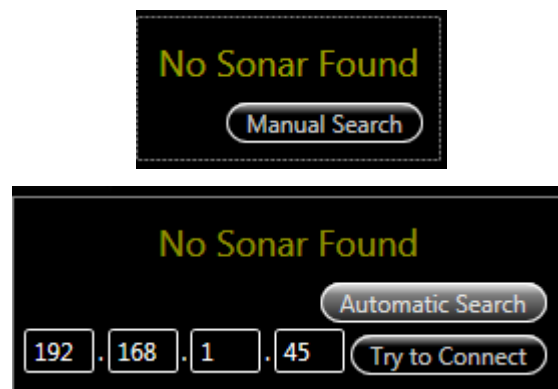 No Sonar Found
Manual Search
No Sonar Found
Automatic Search
192 . 168 . 1 . 45 Try to Connect